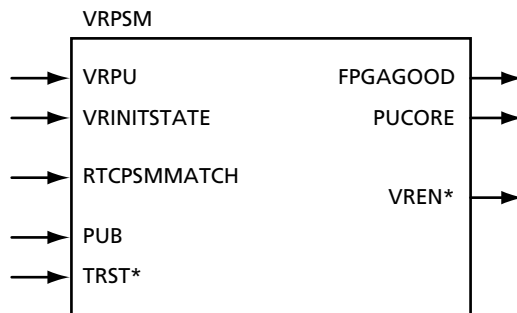 VRPSM
VRPU FPGAGOOD
VRINITSTATE PUCORE
RTCPSMMATCH
VREN*
PUB
TRST*